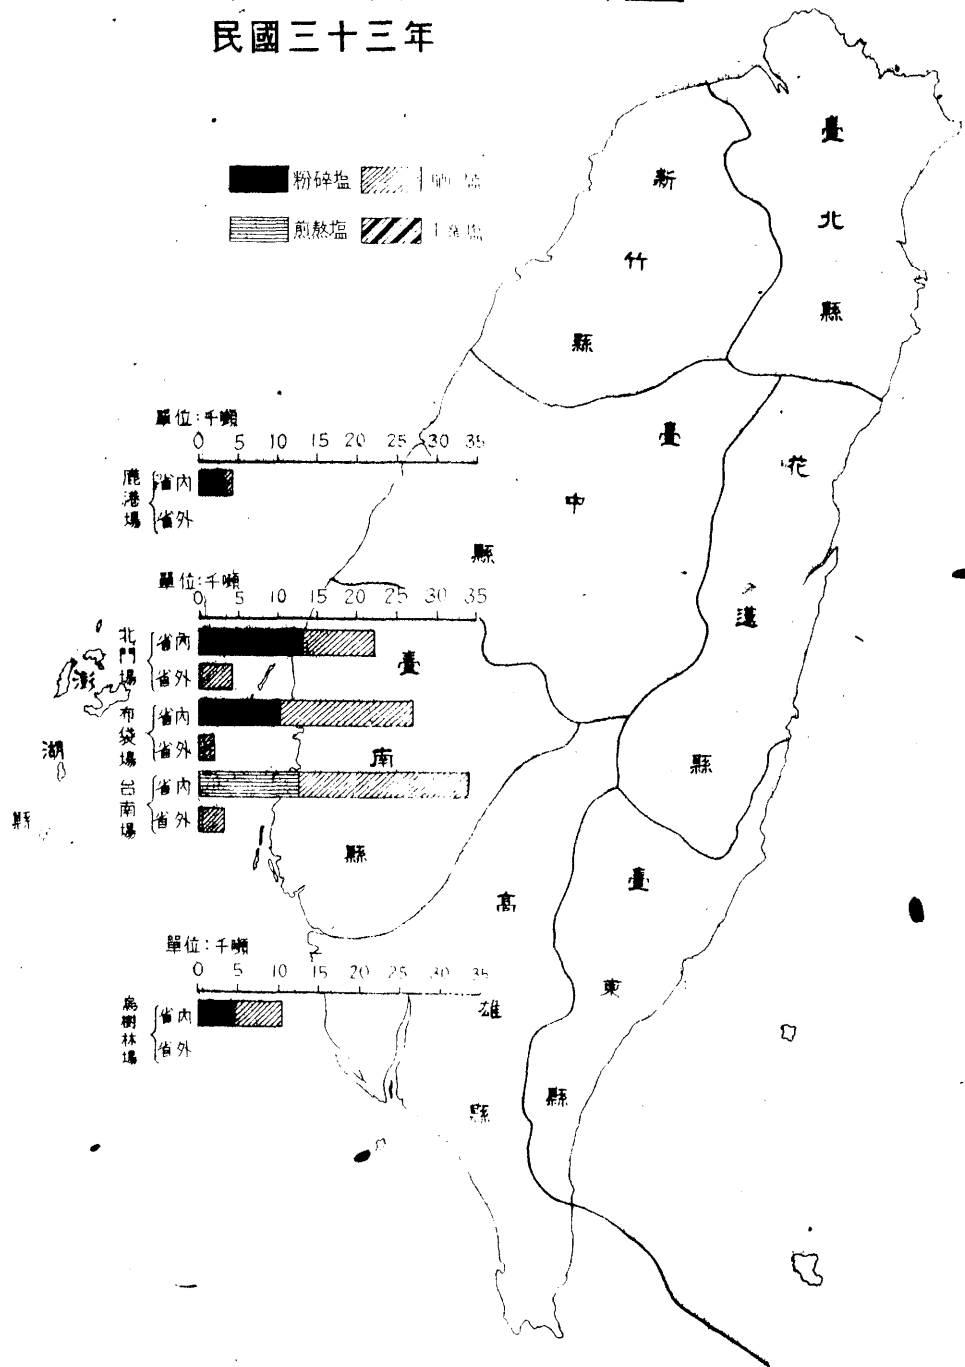 民國三十三年
粉碎塩
煎熬塩
臺北縣
新竹縣
單位:千噸
0 5 10 15 20 25 30 35
鹿港場
省內
省外
臺中縣
花蓮縣
單位:千噸
0 5 10 15 20 25 30 35
北門場
省內
省外
布袋場
省內
省外
台南場
省內
省外
澎湖縣
臺南縣
單位:千噸
0 5 10 15 20 25 30 35
烏樹林場
省內
省外
高雄縣
臺東縣